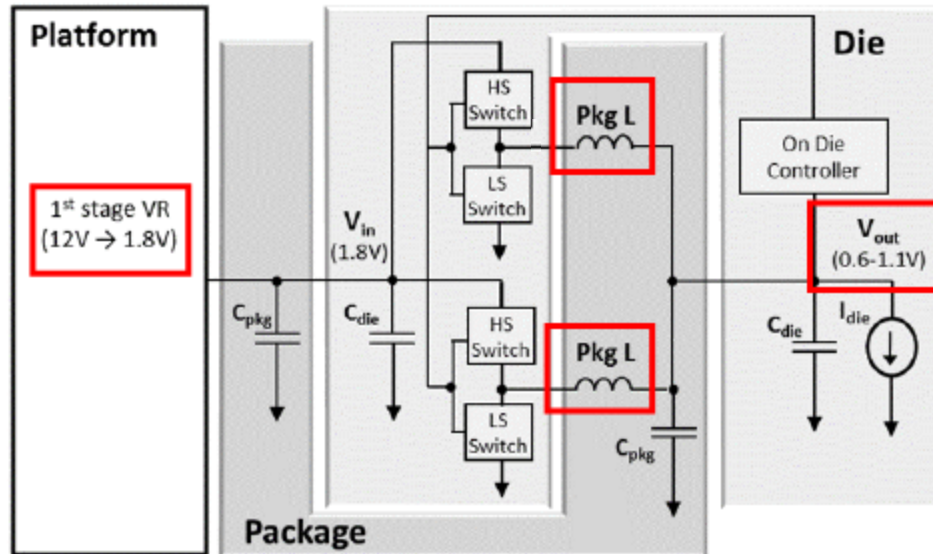 Platform
Die
HS
Switch
Pkg L
On Die
Controller
LS
Switch
1st stage VR
(12V → 1.8V)
Vin
(1.8V)
Vout
(0.6-1.1V)
Cpkg
Cdie
HS
Switch
Pkg L
Cdie
Idie
LS
Switch
Cpkg
Package